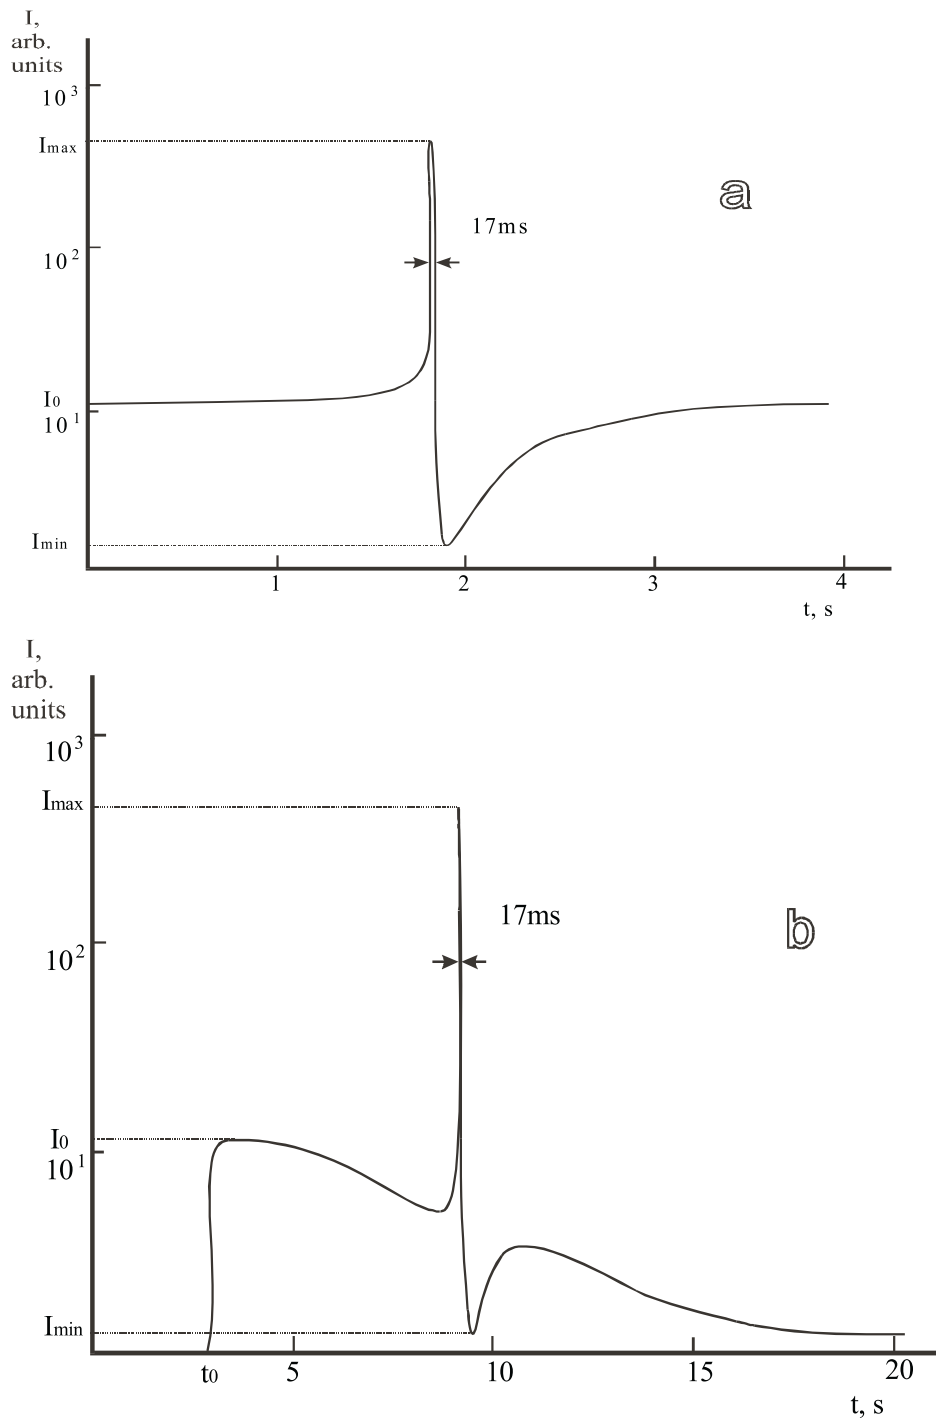 I,
arb.
units
10³
Imax
a
17ms
10²
I₀
10¹
Imin
1 2 3 4
t, s
I,
arb.
units
10³
Imax
17ms
b
10²
I₀
10¹
Imin
t₀ 5 10 15 20
t, s